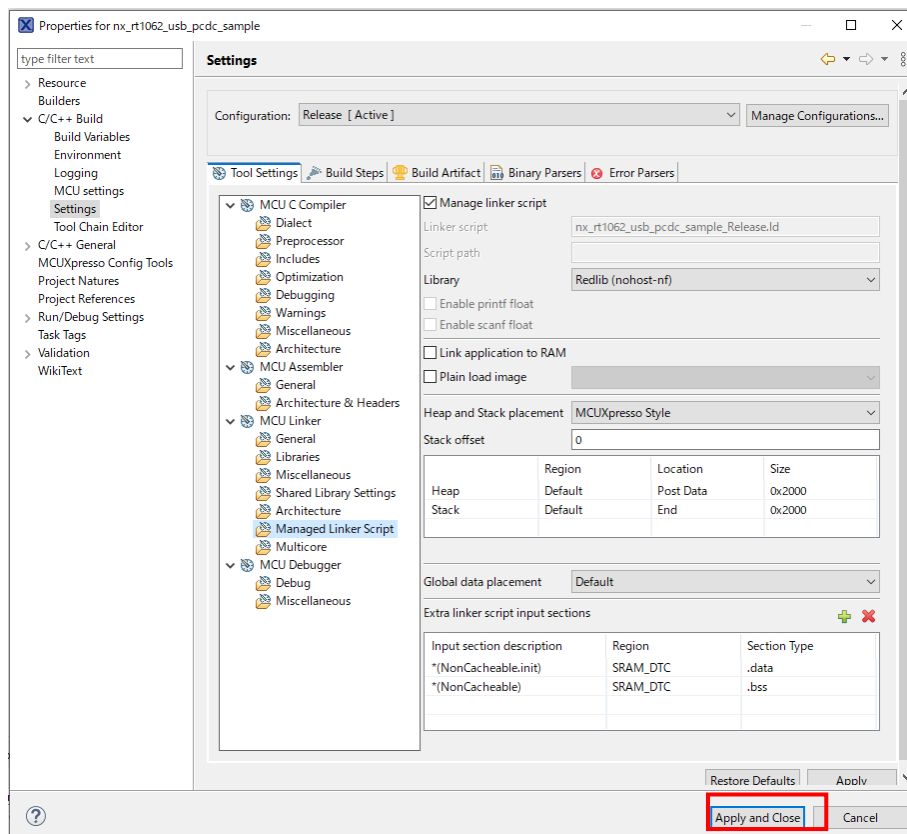 Properties for nx_rt1062_usb_pcdc_sample
type filter text
Resource
Builders
C/C++ Build
Build Variables
Environment
Logging
MCU settings
Settings
Tool Chain Editor
C/C++ General
MCUXpresso Config Tools
Project Natures
Project References
Run/Debug Settings
Task Tags
Validation
WikiText
Settings
Configuration: Release [ Active ] Manage Configurations...
Tool Settings Build Steps Build Artifact Binary Parsers Error Parsers
MCU C Compiler
Dialect
Preprocessor
Includes
Optimization
Debugging
Warnings
Miscellaneous
Architecture
MCU Assembler
General
Architecture & Headers
MCU Linker
General
Libraries
Miscellaneous
Shared Library Settings
Architecture
Managed Linker Script
Multicore
MCU Debugger
Debug
Miscellaneous
Manage linker script
Linker script nx_rt1062_usb_pcdc_sample_Release.ld
Script path
Library Redlib (nohost-nf)
Enable printf float
Enable scanf float
Link application to RAM
Plain load image
Heap and Stack placement MCUXpresso Style
Stack offset 0
Region Location Size
Heap Default Post Data 0x2000
Stack Default End 0x2000
Global data placement Default
Extra linker script input sections
Input section description Region Section Type
*(NonCacheable.init) SRAM_DTC .data
*(NonCacheable) SRAM_DTC .bss
Restore Defaults Apply
Apply and Close Cancel